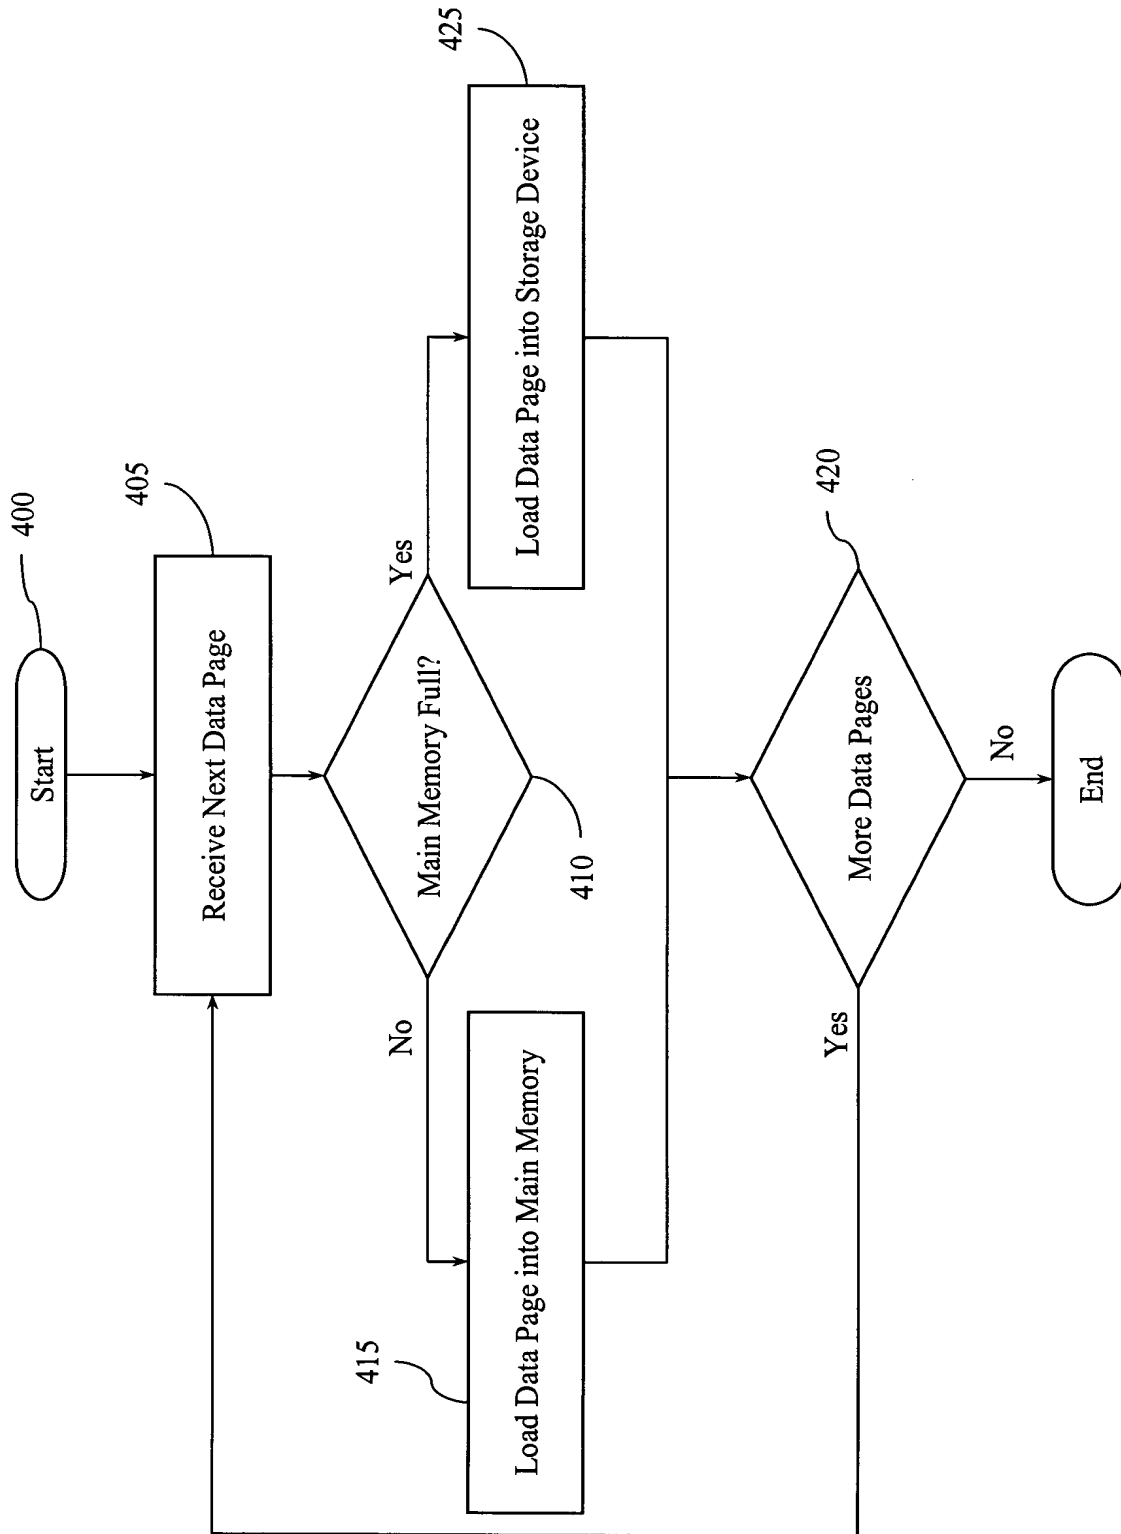 Start
400
Receive Next Data Page
405
Main Memory Full?
410
No
Yes
415
Load Data Page into Main Memory
Load Data Page into Storage Device
425
More Data Pages
420
Yes
No
End